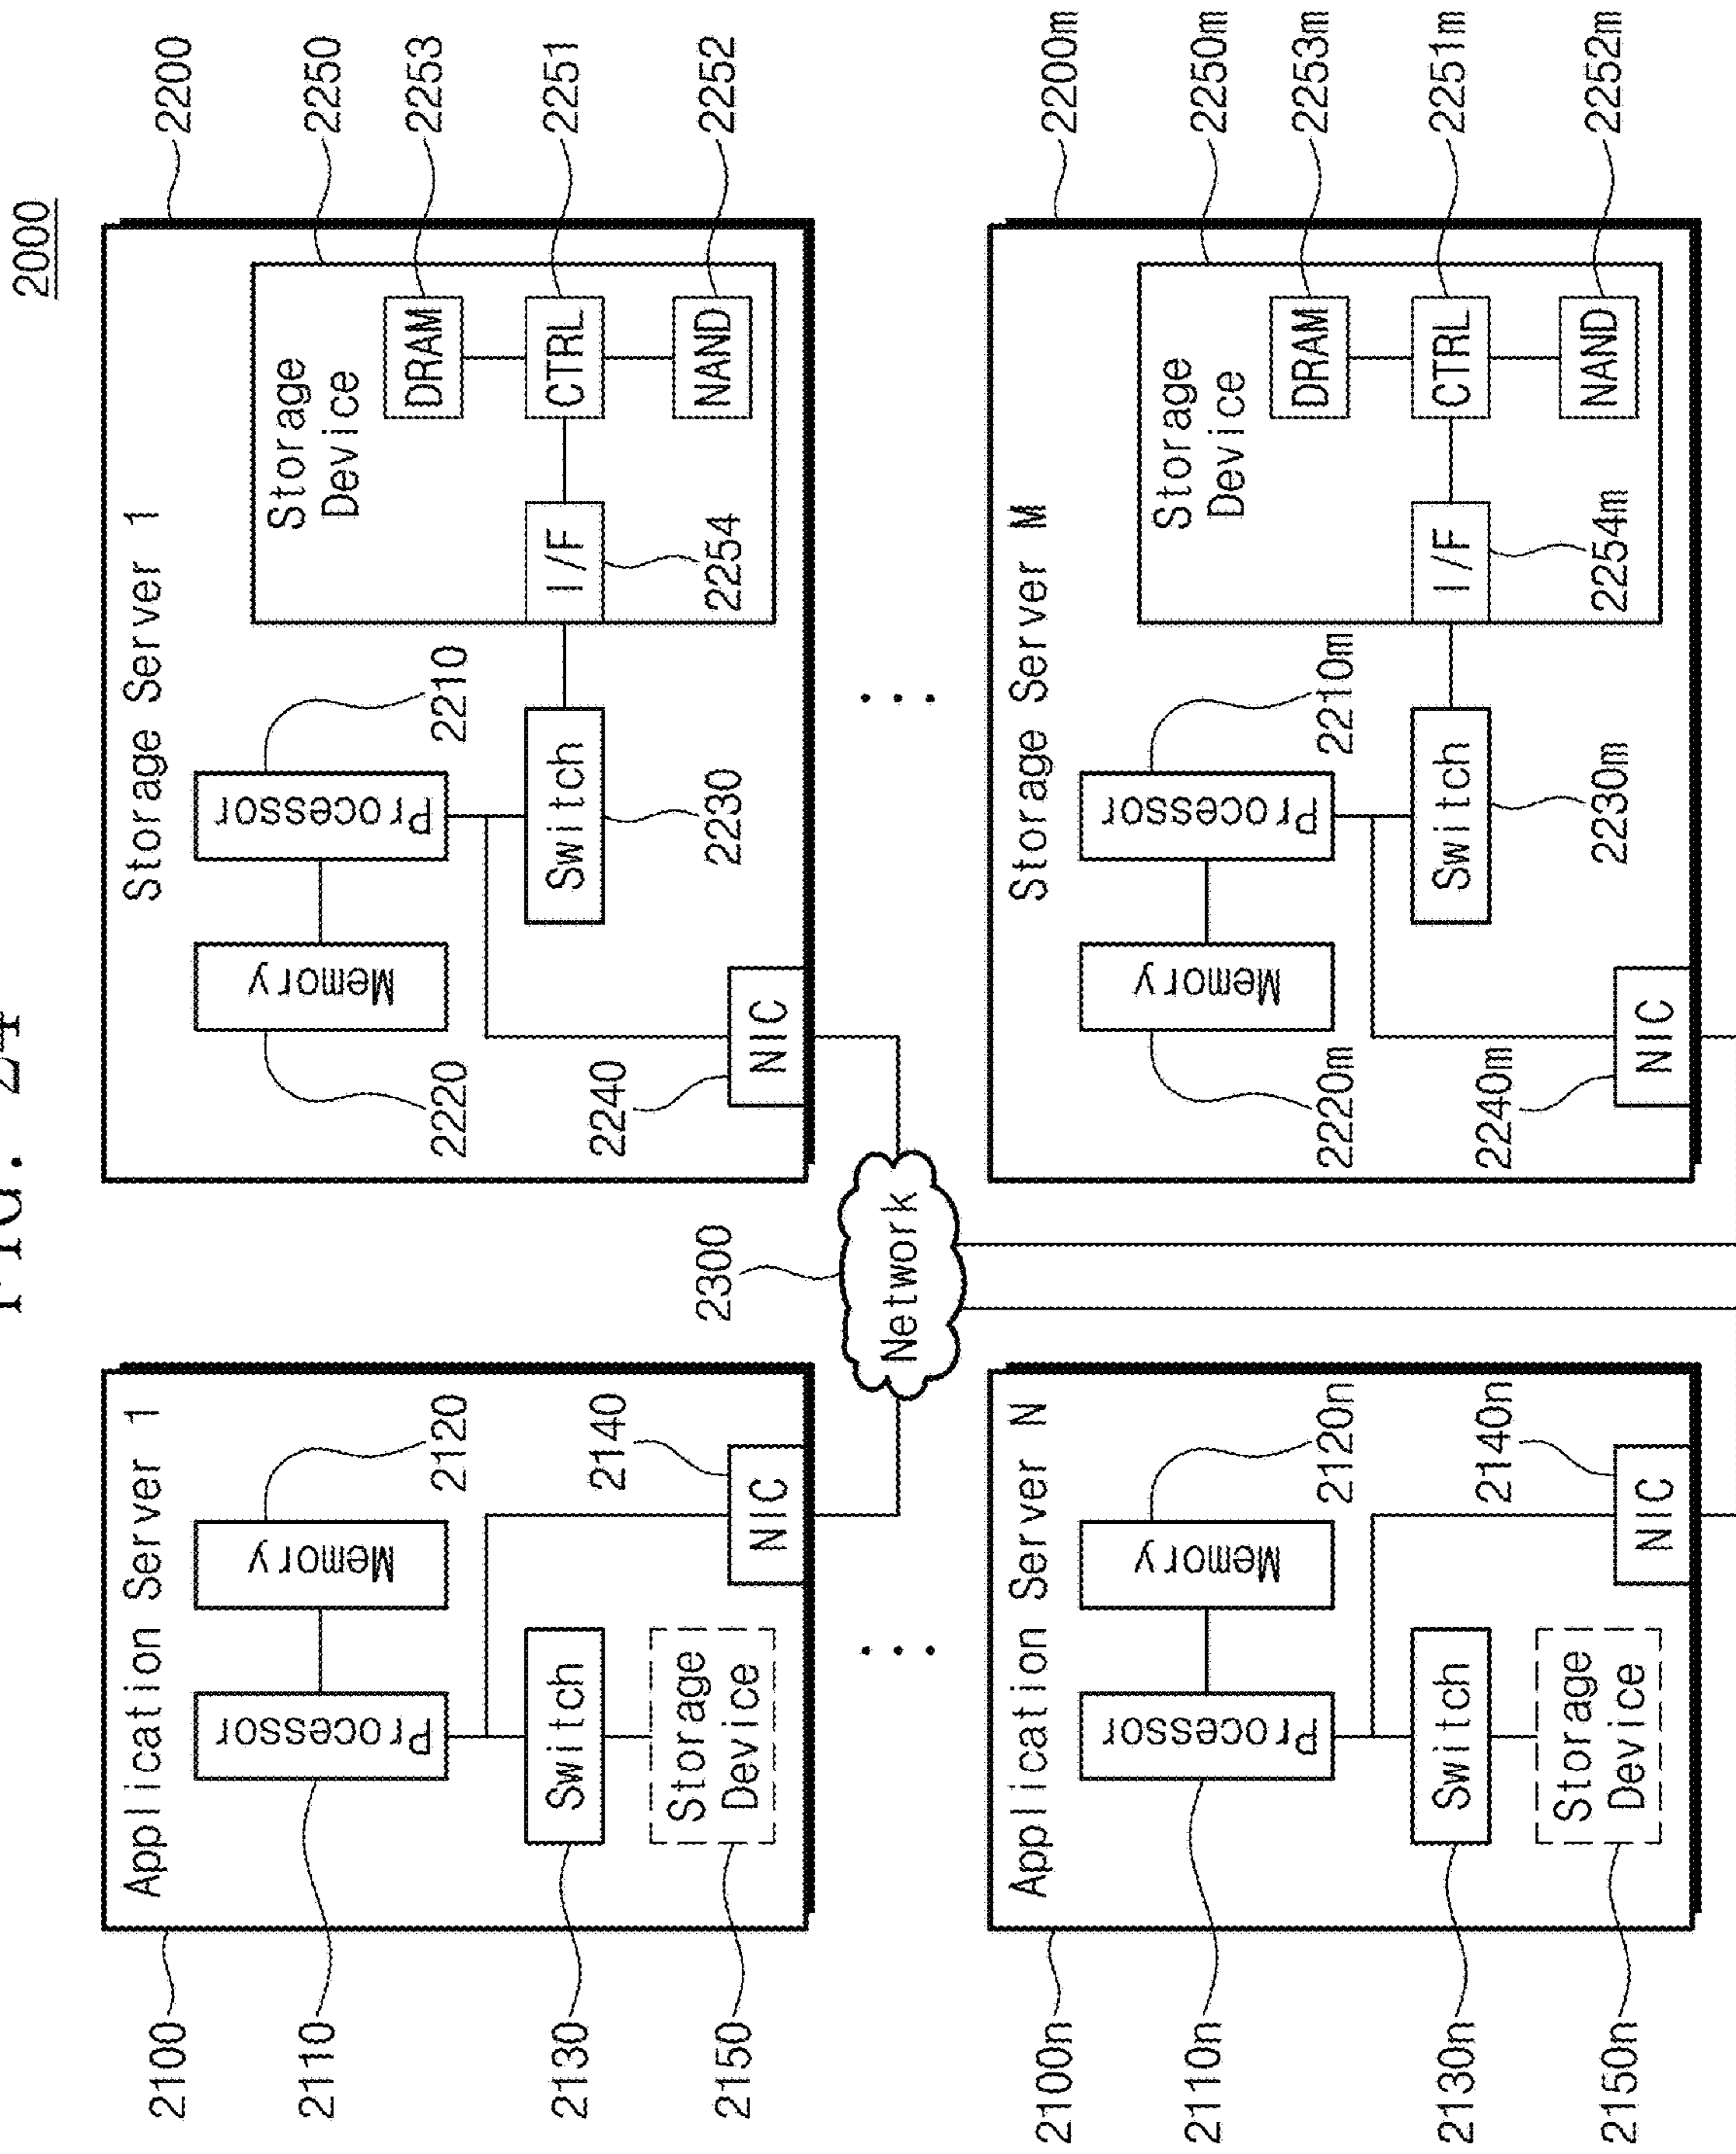 FIG. 24
2000
Application Server 1
Processor
Memory
Switch
Storage
Device
NIC
2100
2110
2120
2130
2140
2150
Storage Server 1
Memory
Processor
Switch
NIC
Storage
Device
DRAM
CTRL
NAND
I/F
2200
2250
2253
2251
2252
2254
2210
2220
2230
2240
2300
Network
Application Server N
Processor
Memory
Switch
Storage
Device
NIC
2100n
2110n
2120n
2130n
2140n
2150n
Storage Server M
Memory
Processor
Switch
NIC
Storage
Device
DRAM
CTRL
NAND
I/F
2200m
2250m
2253m
2251m
2252m
2254m
2210m
2220m
2230m
2240m